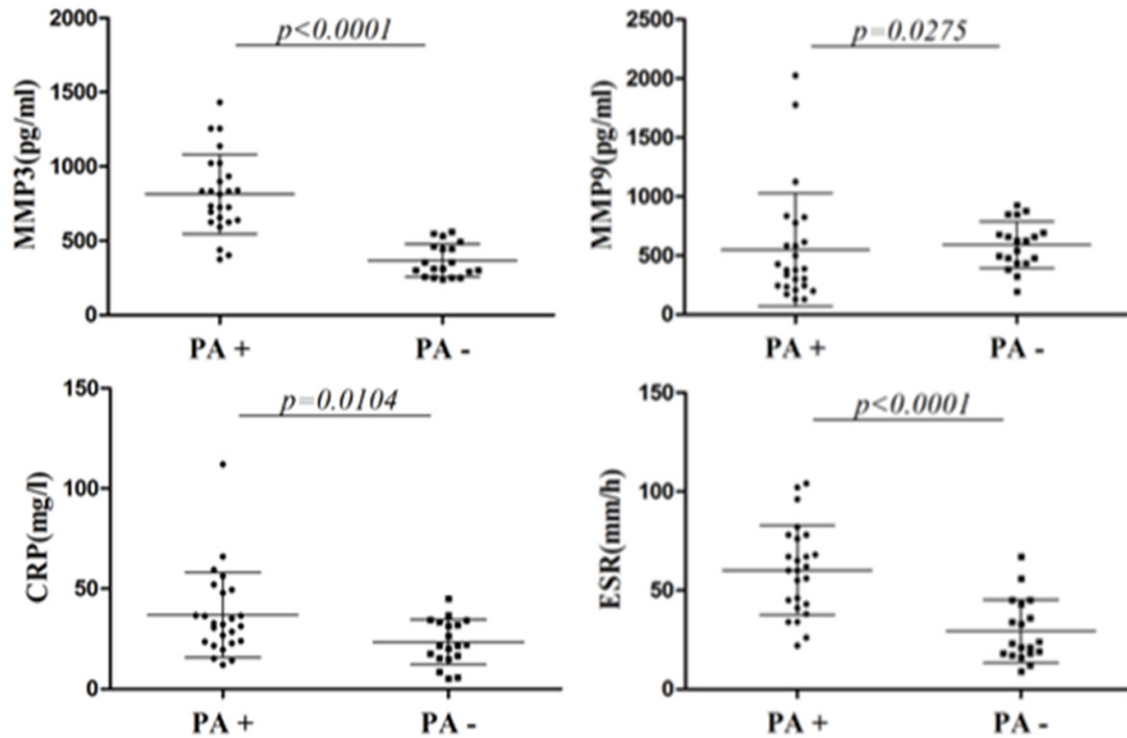 2000
1500
1000
500
0
MMP3(pg/ml)
p<0.0001
PA +
PA -
2500
2000
1500
1000
500
0
MMP9(pg/ml)
p=0.0275
PA +
PA -
150
100
50
0
CRP(mg/l)
p=0.0104
PA +
PA -
150
100
50
0
ESR(mm/h)
p<0.0001
PA +
PA -